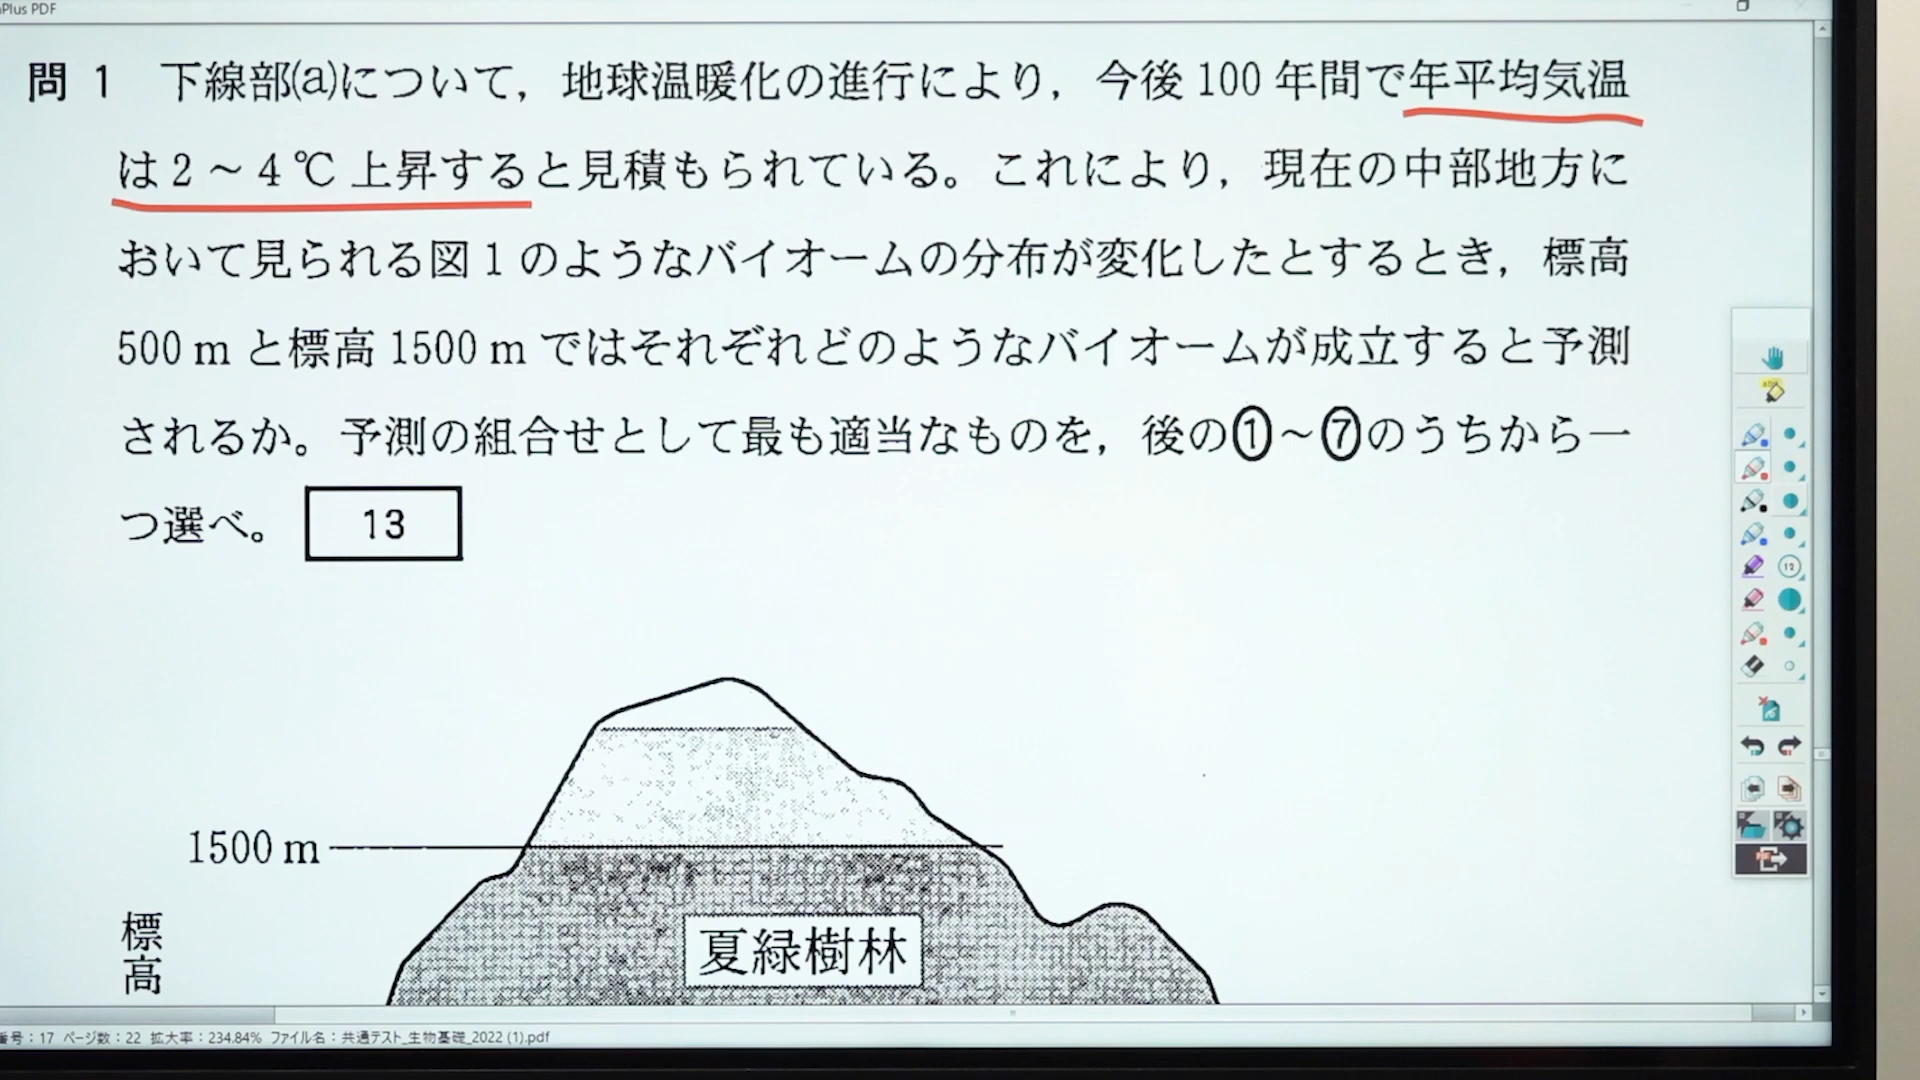 Plus PDF
問 1 下線部(a)について，地球温暖化の進行により，今後 100 年間で年平均気温
は 2 ～ 4 ℃ 上昇すると見積もられている。これにより，現在の中部地方に
おいて見られる図 1 のようなバイオームの分布が変化したとするとき，標高
500 m と標高 1500 m ではそれぞれどのようなバイオームが成立すると予測
されるか。予測の組合せとして最も適当なものを，後の①～⑦のうちから一
つ選べ。 13
1500 m
標高
夏緑樹林
12
番号：17 ページ数：22 拡大率：234.84% ファイル名：共通テスト_生物基礎_2022 (1).pdf